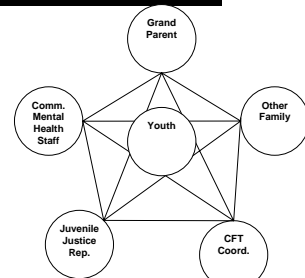 Grand
Parent
Comm.
Mental
Health
Staff
Youth
Other
Family
Juvenile
Justice
Rep.
CFT
Coord.